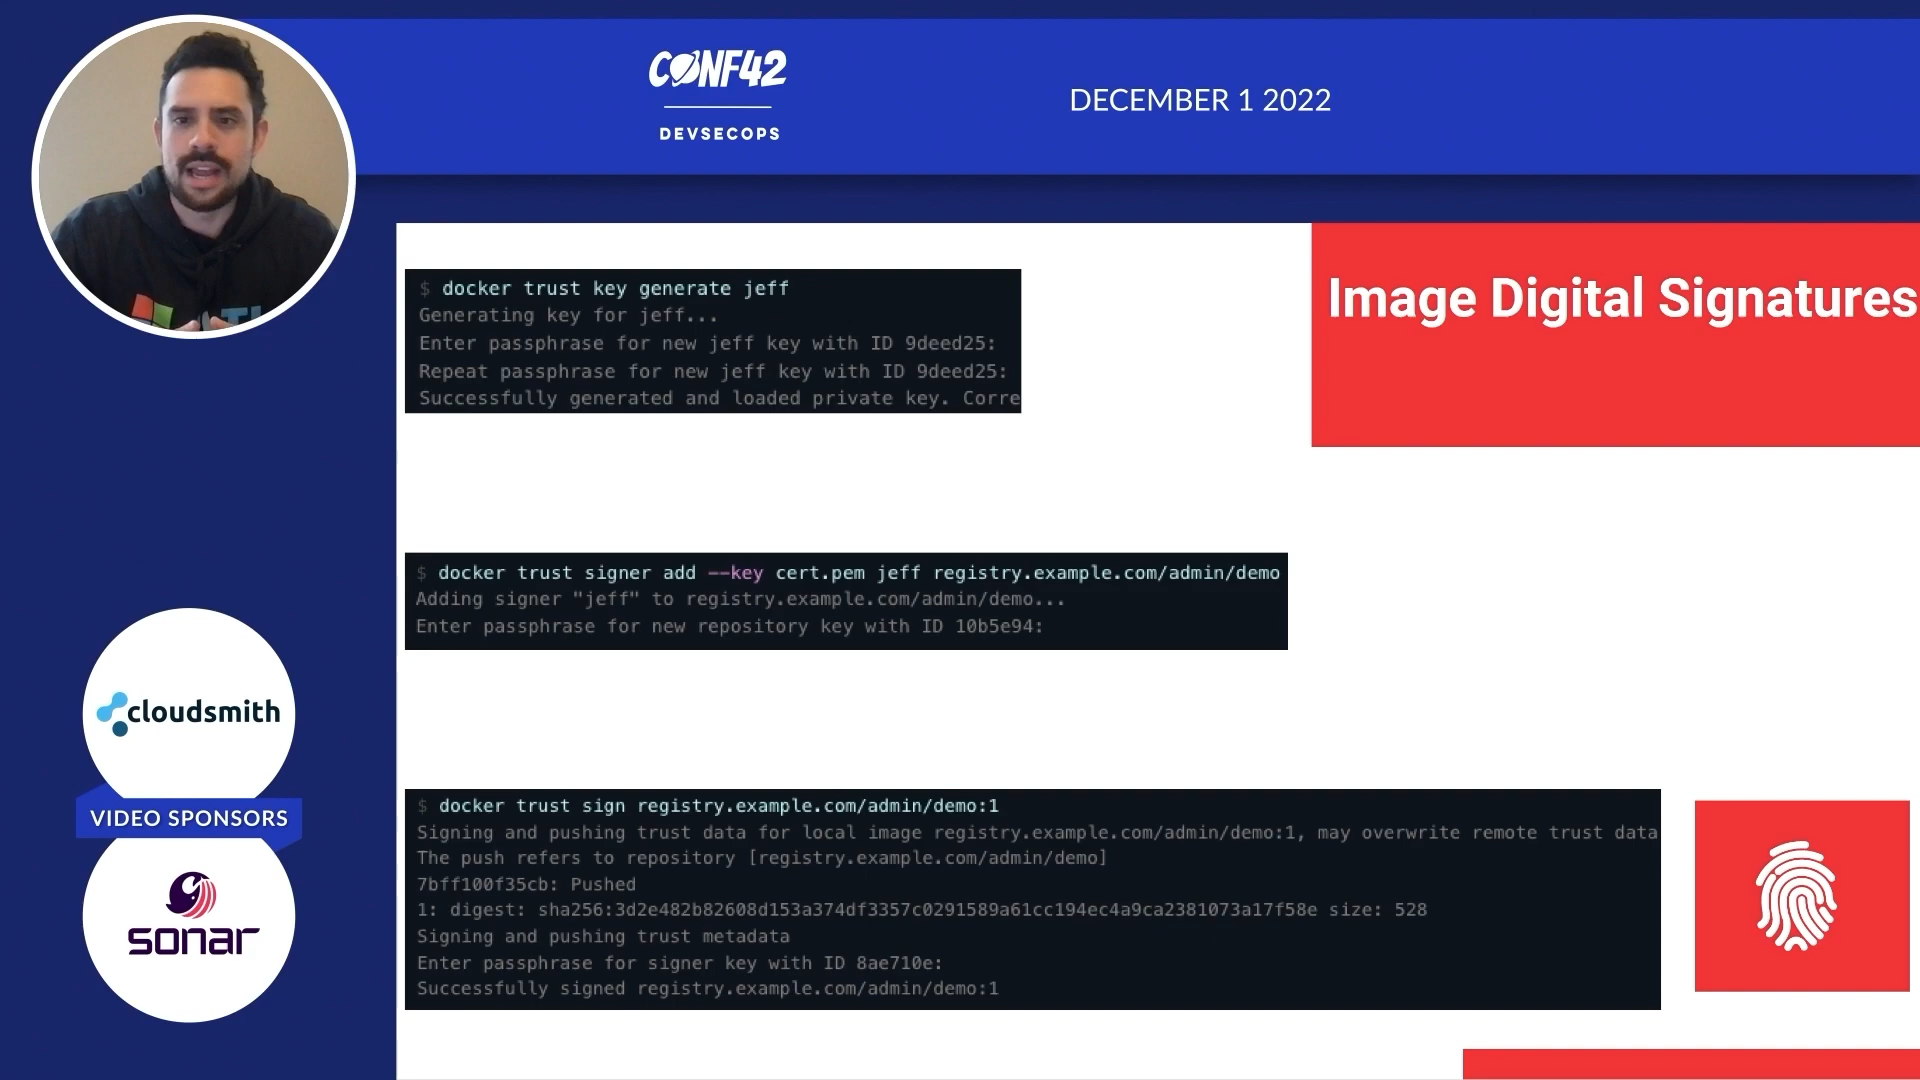 CONF42
DEVSECOPS
DECEMBER 1 2022
Image Digital Signatures
$ docker trust key generate jeff
Generating key for jeff...
Enter passphrase for new jeff key with ID 9deed25:
Repeat passphrase for new jeff key with ID 9deed25:
Successfully generated and loaded private key. Corre
$ docker trust signer add --key cert.pem jeff registry.example.com/admin/demo
Adding signer "jeff" to registry.example.com/admin/demo...
Enter passphrase for new repository key with ID 10b5e94:
$ docker trust sign registry.example.com/admin/demo:1
Signing and pushing trust data for local image registry.example.com/admin/demo:1, may overwrite remote trust data
The push refers to repository [registry.example.com/admin/demo]
7bff100f35cb: Pushed
1: digest: sha256:3d2e482b82608d153a374df3357c0291589a61cc194ec4a9ca2381073a17f58e size: 528
Signing and pushing trust metadata
Enter passphrase for signer key with ID 8ae710e:
Successfully signed registry.example.com/admin/demo:1
cloudsmith
VIDEO SPONSORS
sonar